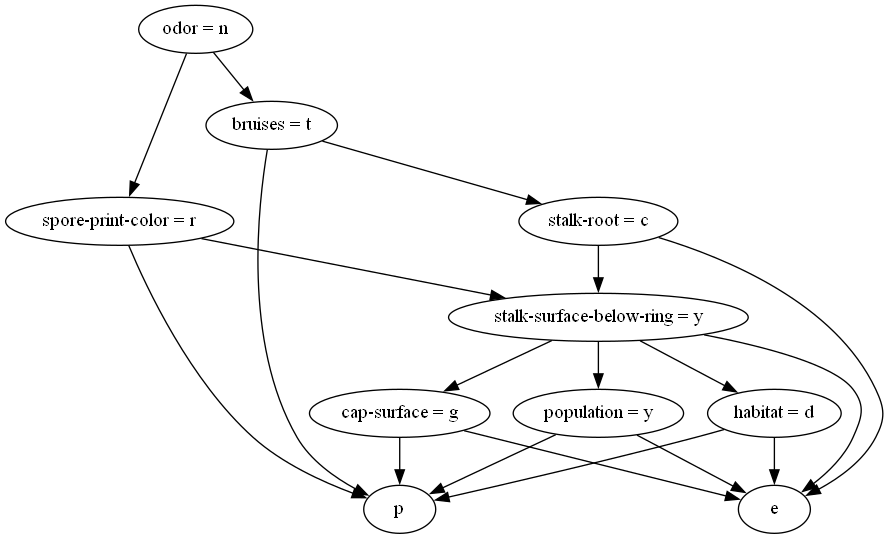 odor = n
bruises = t
spore-print-color = r
stalk-root = c
stalk-surface-below-ring = y
cap-surface = g
population = y
habitat = d
p
e